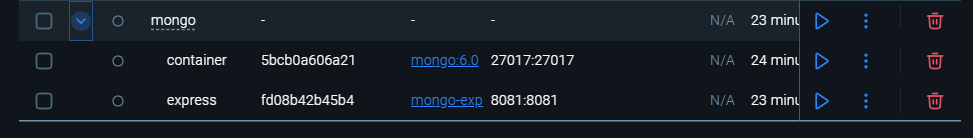 mongo - - - N/A 23 minu
container 5bcb0a606a21 mongo:6.0 27017:27017 N/A 24 minu
express fd08b42b45b4 mongo-exp 8081:8081 N/A 23 minu